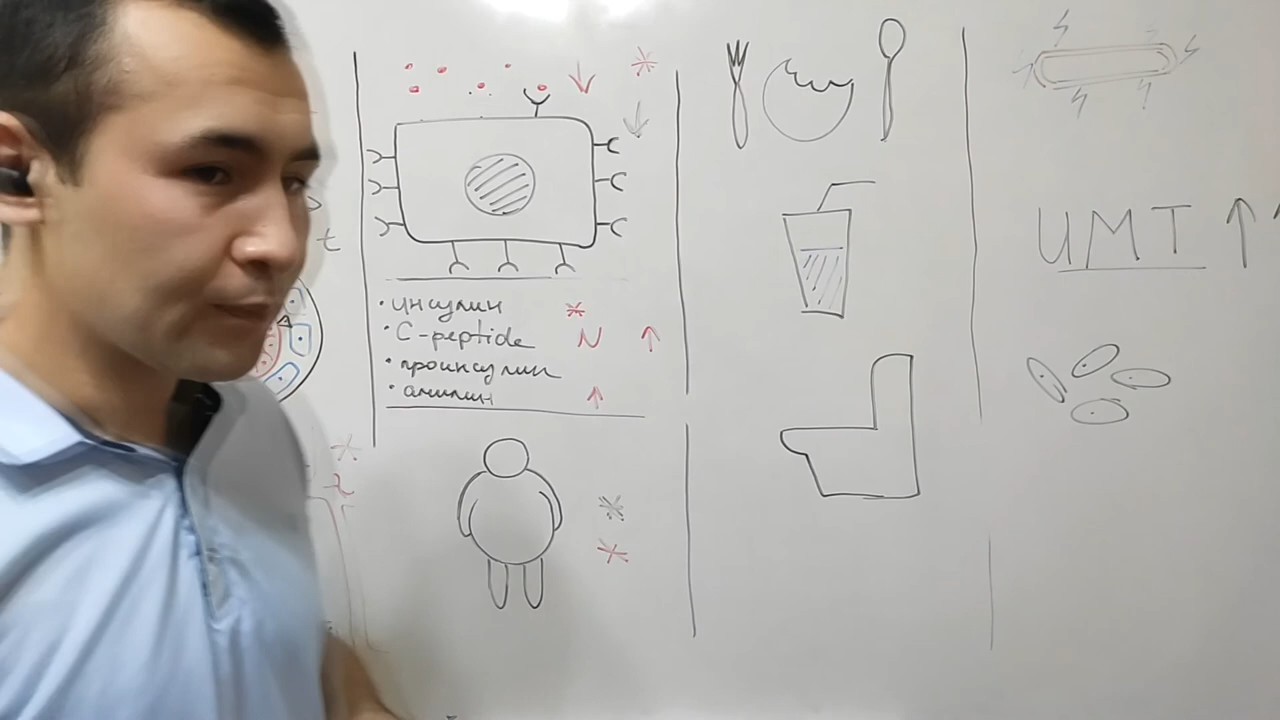 t
• инсулин *
• C-peptide N ↑
• проинсулин
• амилин ↑
ИМТ ↑